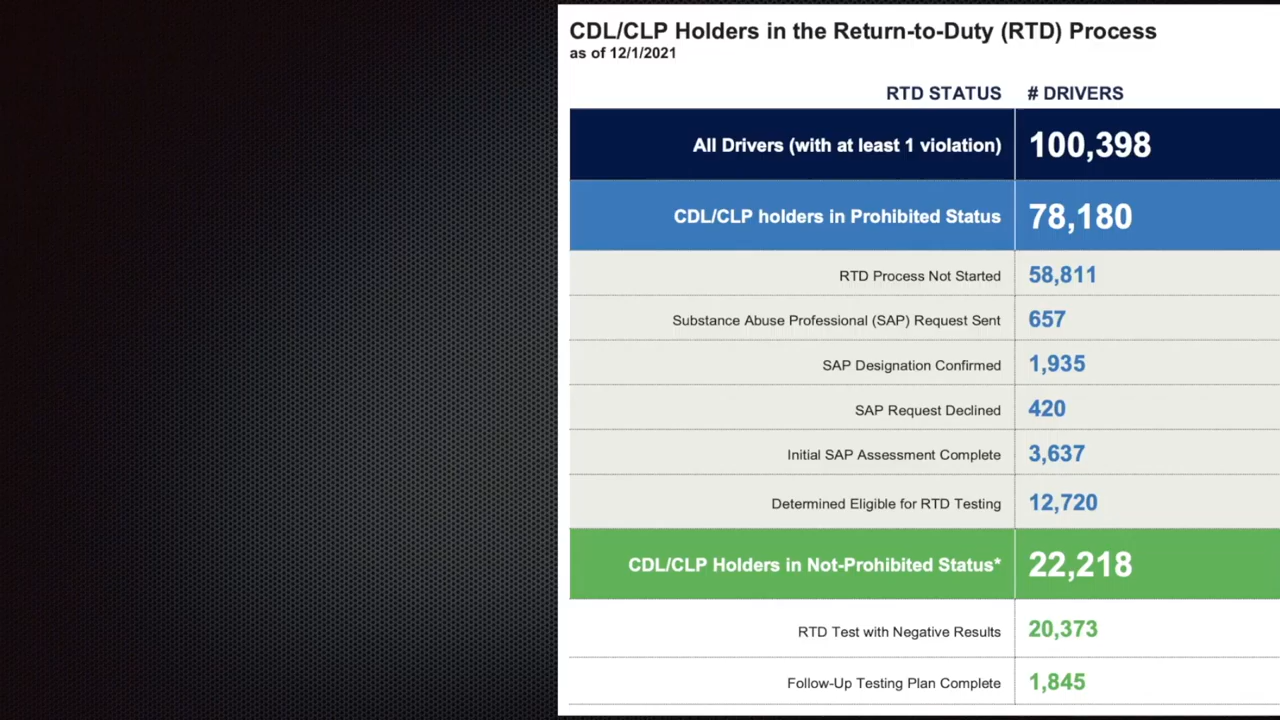 CDL/CLP Holders in the Return-to-Duty (RTD) Process
as of 12/1/2021
RTD STATUS # DRIVERS
All Drivers (with at least 1 violation) 100,398
CDL/CLP holders in Prohibited Status 78,180
RTD Process Not Started 58,811
Substance Abuse Professional (SAP) Request Sent 657
SAP Designation Confirmed 1,935
SAP Request Declined 420
Initial SAP Assessment Complete 3,637
Determined Eligible for RTD Testing 12,720
CDL/CLP Holders in Not-Prohibited Status* 22,218
RTD Test with Negative Results 20,373
Follow-Up Testing Plan Complete 1,845